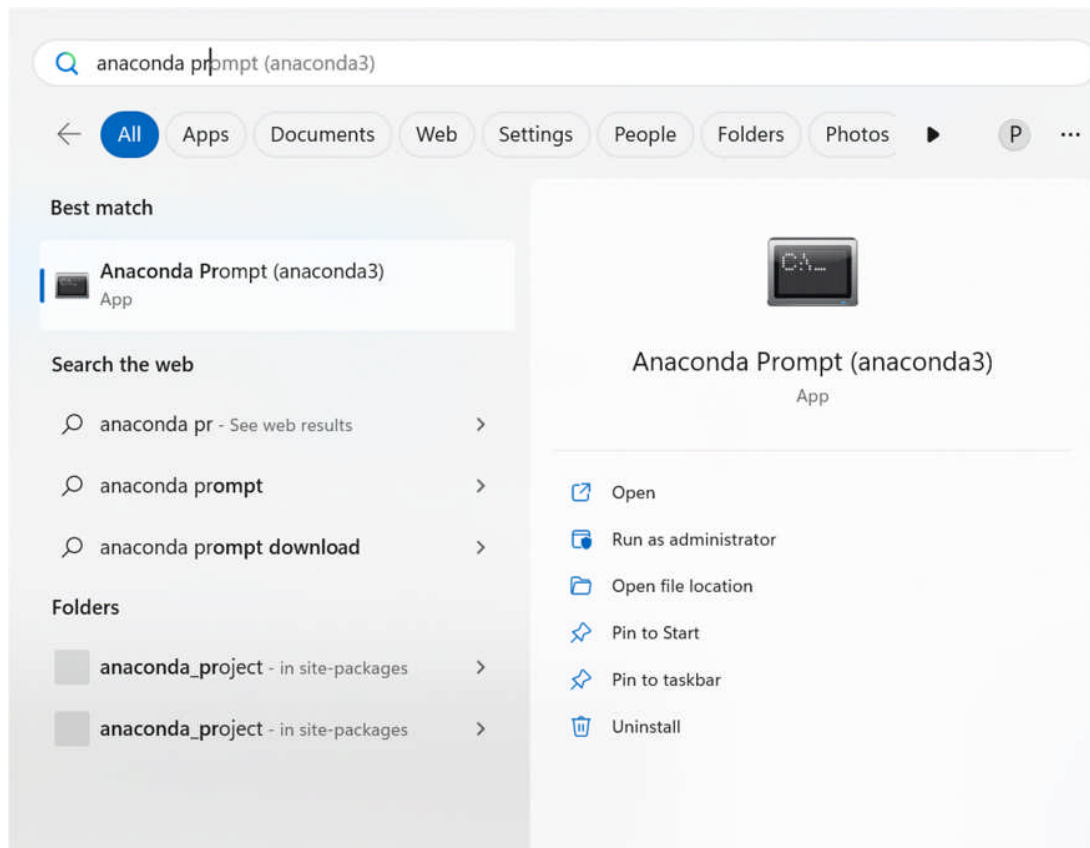 anaconda prompt (anaconda3)
All Apps Documents Web Settings People Folders Photos P ...
Best match
Anaconda Prompt (anaconda3)
App
Search the web
anaconda pr - See web results
anaconda prompt
anaconda prompt download
Folders
anaconda_project - in site-packages
anaconda_project - in site-packages
C:\_
Anaconda Prompt (anaconda3)
App
Open
Run as administrator
Open file location
Pin to Start
Pin to taskbar
Uninstall